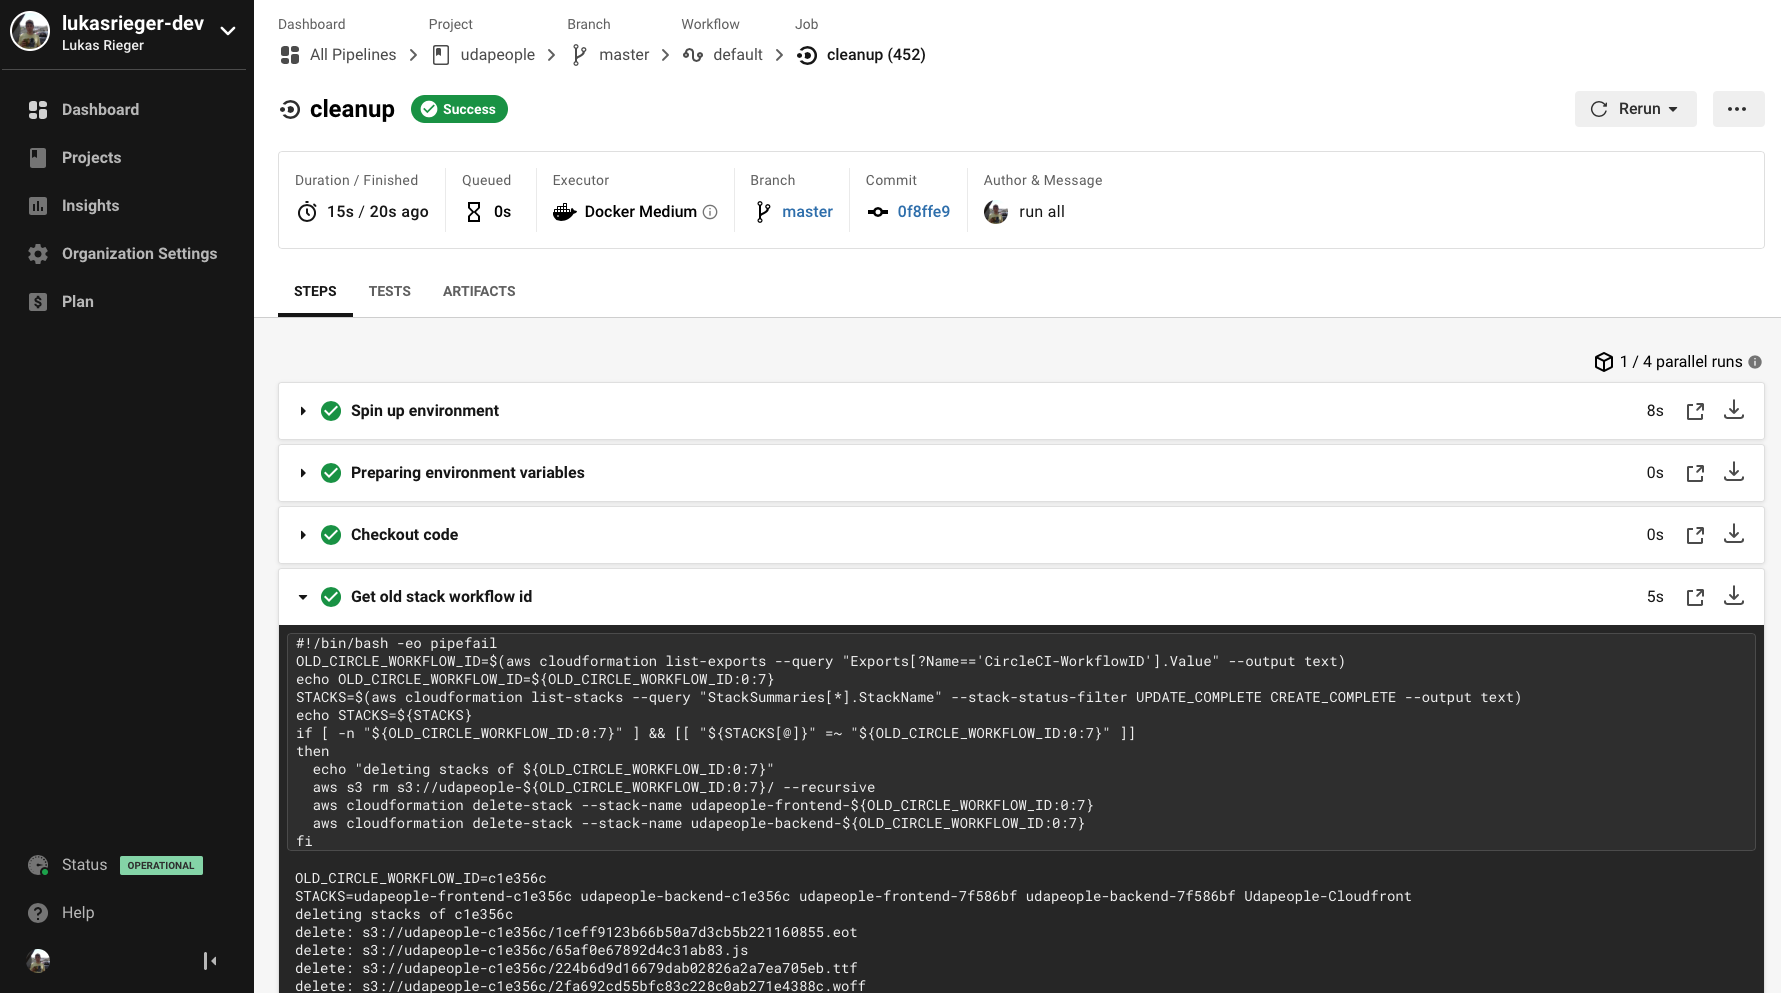 lukasrieger-dev
Lukas Rieger
Dashboard
Projects
Insights
Organization Settings
Plan
Status OPERATIONAL
Help
Dashboard Project Branch Workflow Job
All Pipelines udapeople master default cleanup (452)
cleanup Success Rerun
Duration / Finished Queued Executor Branch Commit Author & Message
15s / 20s ago 0s Docker Medium master 0f8ffe9 run all
STEPS TESTS ARTIFACTS
1 / 4 parallel runs
Spin up environment 8s
Preparing environment variables 0s
Checkout code 0s
Get old stack workflow id 5s
#!/bin/bash -eo pipefail
OLD_CIRCLE_WORKFLOW_ID=$(aws cloudformation list-exports --query "Exports[?Name=='CircleCI-WorkflowID'].Value" --output text)
echo OLD_CIRCLE_WORKFLOW_ID=${OLD_CIRCLE_WORKFLOW_ID:0:7}
STACKS=$(aws cloudformation list-stacks --query "StackSummaries[*].StackName" --stack-status-filter UPDATE_COMPLETE CREATE_COMPLETE --output text)
echo STACKS=${STACKS}
if [ -n "${OLD_CIRCLE_WORKFLOW_ID:0:7}" ] && [[ "${STACKS[@]}" =~ "${OLD_CIRCLE_WORKFLOW_ID:0:7}" ]]
then
  echo "deleting stacks of ${OLD_CIRCLE_WORKFLOW_ID:0:7}"
  aws s3 rm s3://udapeople-${OLD_CIRCLE_WORKFLOW_ID:0:7}/ --recursive
  aws cloudformation delete-stack --stack-name udapeople-frontend-${OLD_CIRCLE_WORKFLOW_ID:0:7}
  aws cloudformation delete-stack --stack-name udapeople-backend-${OLD_CIRCLE_WORKFLOW_ID:0:7}
fi
OLD_CIRCLE_WORKFLOW_ID=c1e356c
STACKS=udapeople-frontend-c1e356c udapeople-backend-c1e356c udapeople-frontend-7f586bf udapeople-backend-7f586bf Udapeople-Cloudfront
deleting stacks of c1e356c
delete: s3://udapeople-c1e356c/1ceff9123b66b50a7d3cb5b221160855.eot
delete: s3://udapeople-c1e356c/65af0e67892d4c31ab83.js
delete: s3://udapeople-c1e356c/224b6d9d16679dab02826a2a7ea705eb.ttf
delete: s3://udapeople-c1e356c/2fa692cd55bfc83c228c0ab271e4388c.woff